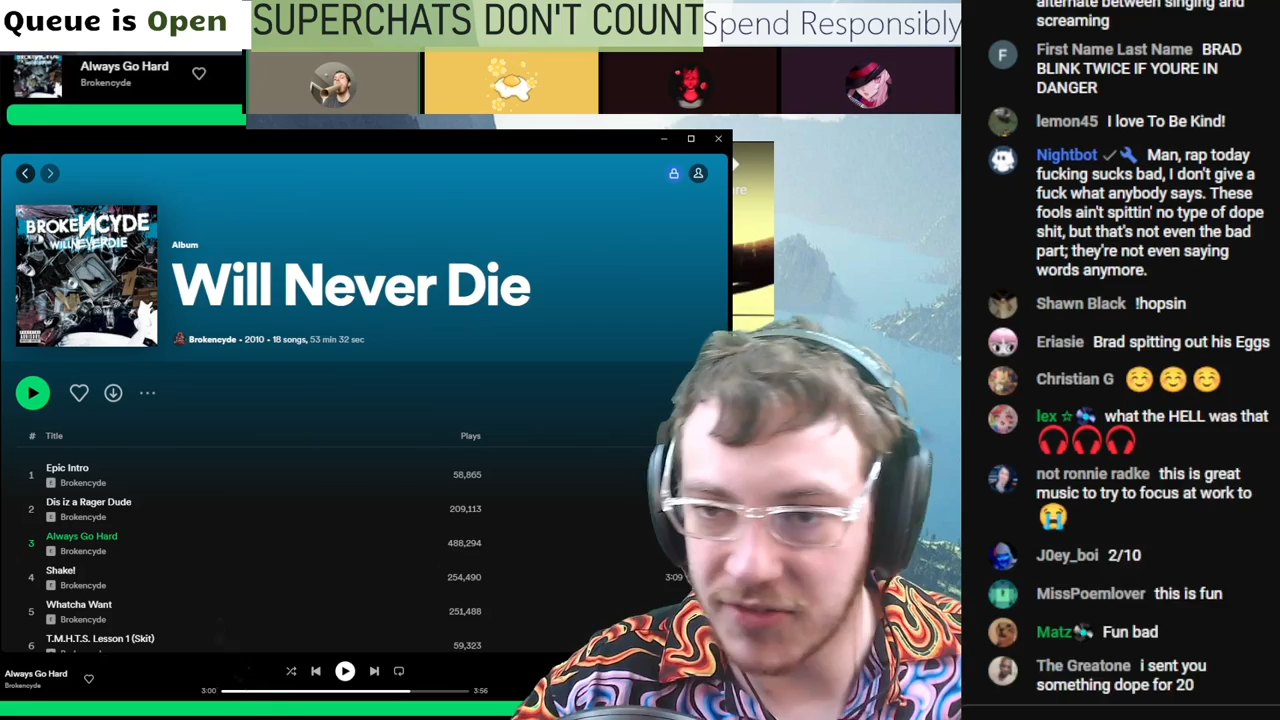 Queue is Open
SUPERCHATS DON'T COUNT
Spend Responsibly
Always Go Hard
Brokencyde
BROKENCYDE
WILL NEVER DIE
Album
Will Never Die
Brokencyde • 2010 • 18 songs, 53 min 32 sec
# Title Plays
1 Epic Intro 58,865
E Brokencyde
2 Dis iz a Rager Dude 209,113
E Brokencyde
3 Always Go Hard 488,294
E Brokencyde
4 Shake! 254,490 3:09
E Brokencyde
5 Whatcha Want 251,488
E Brokencyde
6 T.M.H.T.S. Lesson 1 (Skit) 59,323
Always Go Hard
Brokencyde
3:00 3:56
alternate between singing and
screaming
F First Name Last Name BRAD
BLINK TWICE IF YOURE IN
DANGER
lemon45 I love To Be Kind!
Nightbot Man, rap today
fucking sucks bad, I don't give a
fuck what anybody says. These
fools ain't spittin' no type of dope
shit, but that's not even the bad
part; they're not even saying
words anymore.
Shawn Black !hopsin
Eriasie Brad spitting out his Eggs
Christian G ☺️☺️☺️
lex ☆ what the HELL was that
🎧🎧🎧
not ronnie radke this is great
music to try to focus at work to
😭
J0ey_boi 2/10
MissPoemlover this is fun
Matz Fun bad
The Greatone i sent you
something dope for 20